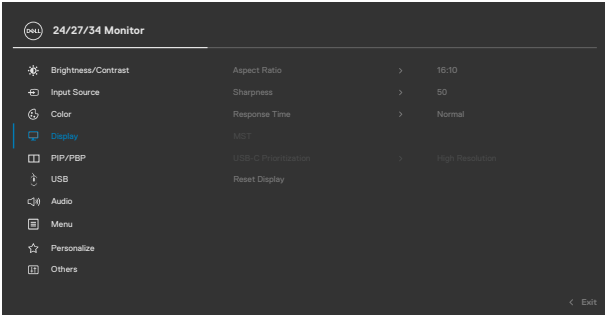 DELL 24/27/34 Monitor
Brightness/Contrast Aspect Ratio > 16:10
Input Source Sharpness > 50
Color Response Time > Normal
Display MST
PIP/PBP USB-C Prioritization > High Resolution
USB Reset Display
Audio
Menu
Personalize
Others
< Exit